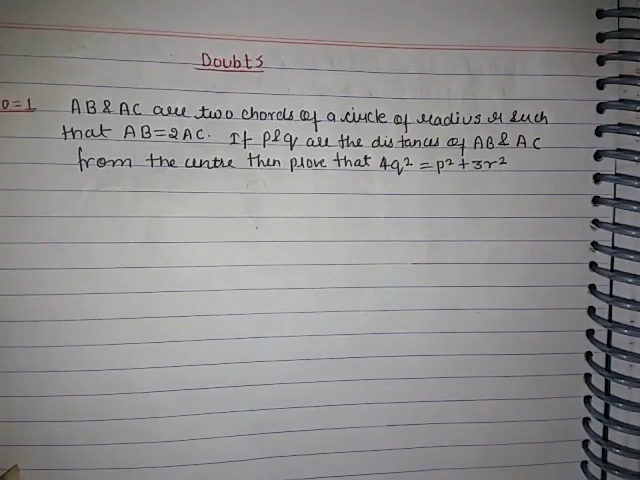 Doubts
D=1 AB & AC are two chords of a circle of radius r such
that AB=2AC. If p & q are the distances of AB & AC
from the centre then prove that 4q² = p² + 3r²